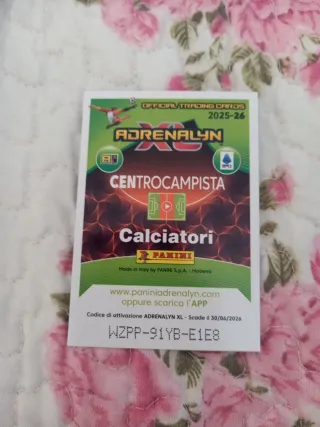 OFFICIAL TRADING CARDS
2025-26
ADRENALYN
XL
CENTROCAMPISTA
Calciatori
PANINI
Made in Italy by PANINI S.p.A. - Modena
www.paniniadrenalyn.com
oppure scarica l'APP
Codice di attivazione ADRENALYN XL - Scade il 30/06/2026
WZPP-91YB-E1E8